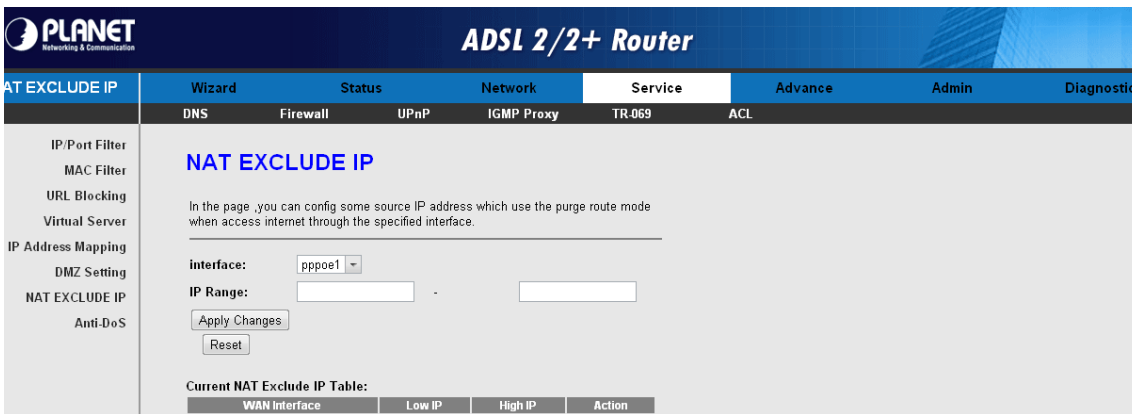 PLANET
Networking & Communication
ADSL 2/2+ Router
AT EXCLUDE IP
Wizard Status Network Service Advance Admin Diagnostic
DNS Firewall UPnP IGMP Proxy TR-069 ACL
IP/Port Filter
MAC Filter
URL Blocking
Virtual Server
IP Address Mapping
DMZ Setting
NAT EXCLUDE IP
Anti-DoS
NAT EXCLUDE IP
In the page ,you can config some source IP address which use the purge route mode
when access internet through the specified interface.
interface: pppoe1
IP Range: -
Apply Changes
Reset
Current NAT Exclude IP Table:
WAN Interface Low IP High IP Action